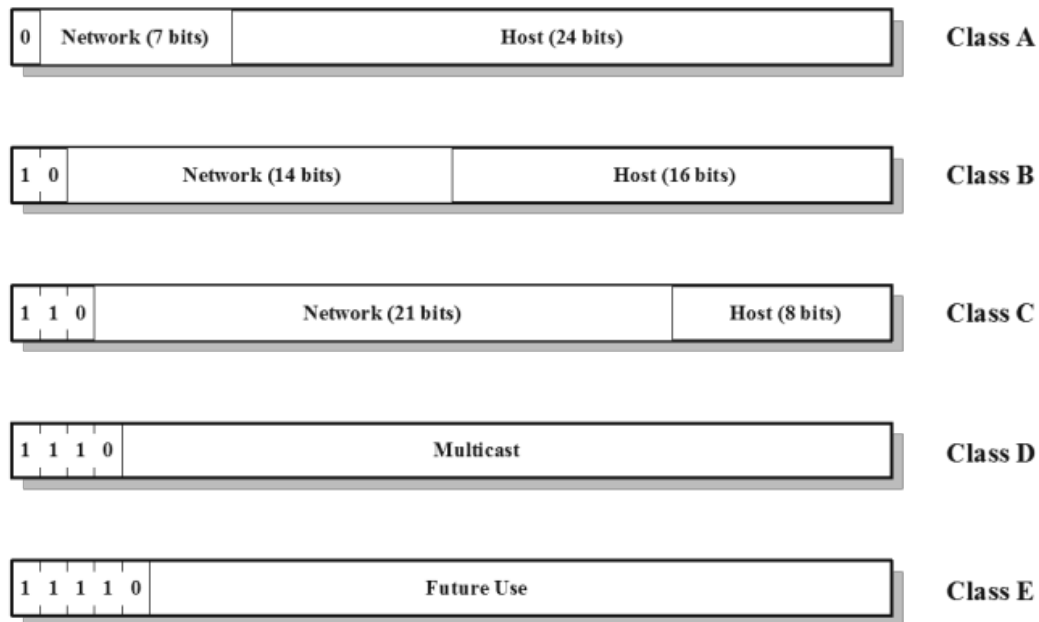 0 Network (7 bits) Host (24 bits) Class A
1 0 Network (14 bits) Host (16 bits) Class B
1 1 0 Network (21 bits) Host (8 bits) Class C
1 1 1 0 Multicast Class D
1 1 1 1 0 Future Use Class E